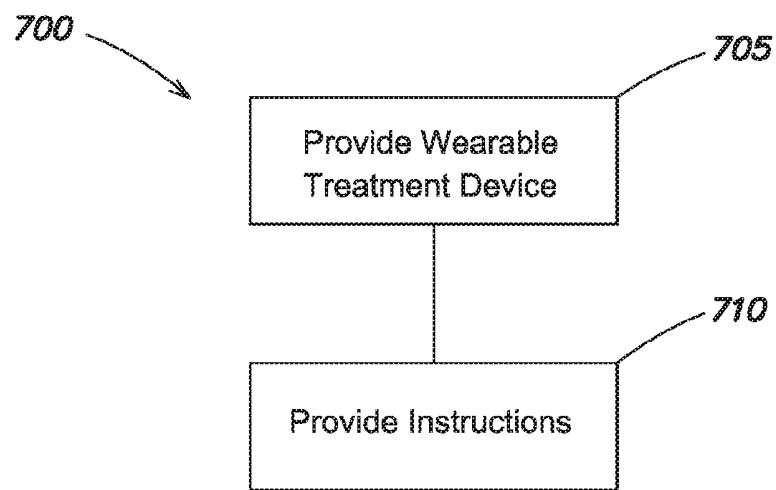 700
705
Provide Wearable
Treatment Device
710
Provide Instructions